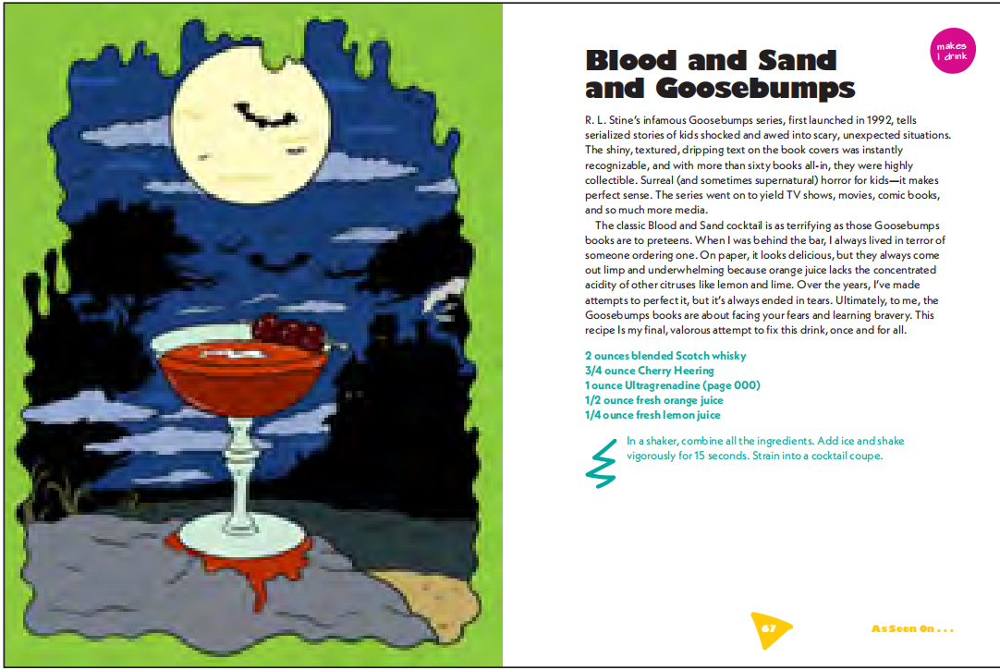 makes
1 drink
Blood and Sand
and Goosebumps
R. L. Stine's infamous Goosebumps series, first launched in 1992, tells
serialized stories of kids shocked and awed into scary, unexpected situations.
The shiny, textured, dripping text on the book covers was instantly
recognizable, and with more than sixty books all-in, they were highly
collectible. Surreal (and sometimes supernatural) horror for kids—it makes
perfect sense. The series went on to yield TV shows, movies, comic books,
and so much more media.
The classic Blood and Sand cocktail is as terrifying as those Goosebumps
books are to preteens. When I was behind the bar, I always lived in terror of
someone ordering one. On paper, it looks delicious, but they always come
out limp and underwhelming because orange juice lacks the concentrated
acidity of other citruses like lemon and lime. Over the years, I've made
attempts to perfect it, but it's always ended in tears. Ultimately, to me, the
Goosebumps books are about facing your fears and learning bravery. This
recipe Is my final, valorous attempt to fix this drink, once and for all.
2 ounces blended Scotch whisky
3/4 ounce Cherry Heering
1 ounce Ultragrenadine (page 000)
1/2 ounce fresh orange juice
1/4 ounce fresh lemon juice
In a shaker, combine all the ingredients. Add ice and shake
vigorously for 15 seconds. Strain into a cocktail coupe.
67
As Seen On . . .